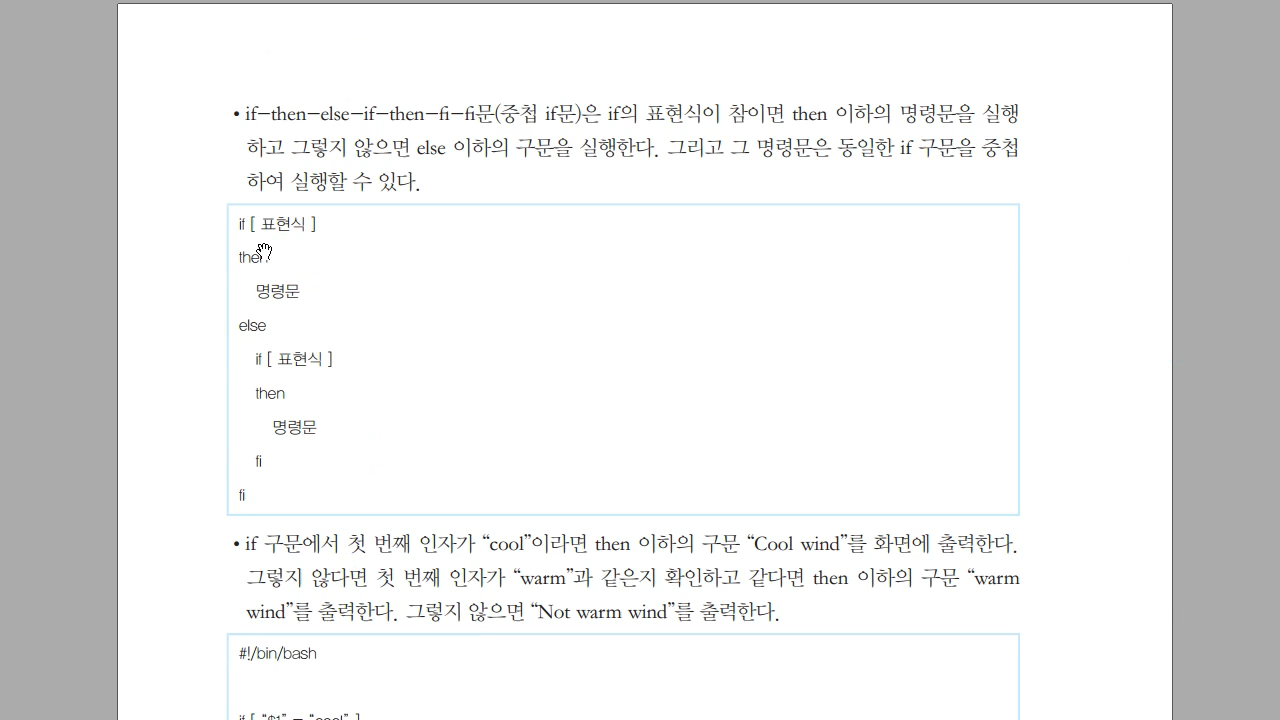 • if-then-else-if-then-fi-fi문(중첩 if문)은 if의 표현식이 참이면 then 이하의 명령문을 실행
하고 그렇지 않으면 else 이하의 구문을 실행한다. 그리고 그 명령문은 동일한 if 구문을 중첩
하여 실행할 수 있다.
if [ 표현식 ]
then
명령문
else
if [ 표현식 ]
then
명령문
fi
fi
• if 구문에서 첫 번째 인자가 “cool”이라면 then 이하의 구문 “Cool wind”를 화면에 출력한다.
그렇지 않다면 첫 번째 인자가 “warm”과 같은지 확인하고 같다면 then 이하의 구문 “warm
wind”를 출력한다. 그렇지 않으면 “Not warm wind”를 출력한다.
#!/bin/bash
if [ “$1” = “cool” ]